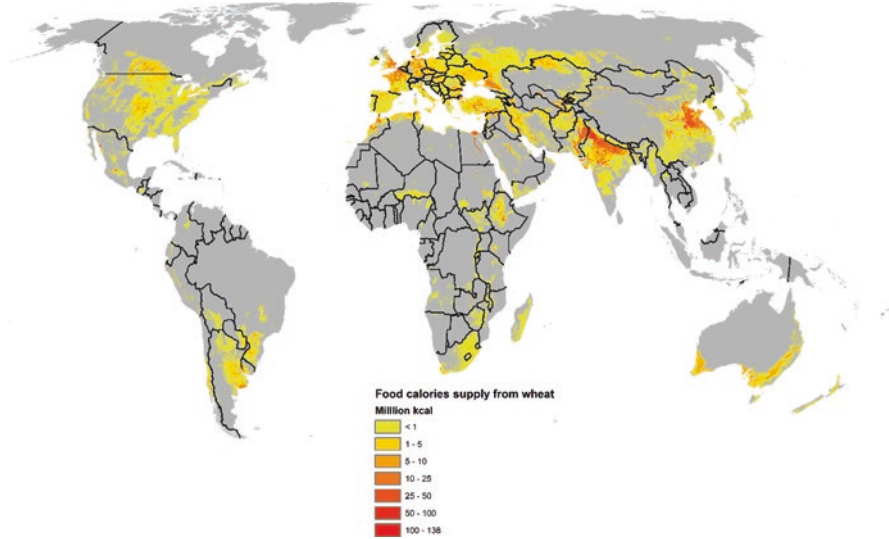 Food calories supply from wheat
Milllion kcal
< 1
1 - 5
5 - 10
10 - 25
25 - 50
50 - 100
100 - 138